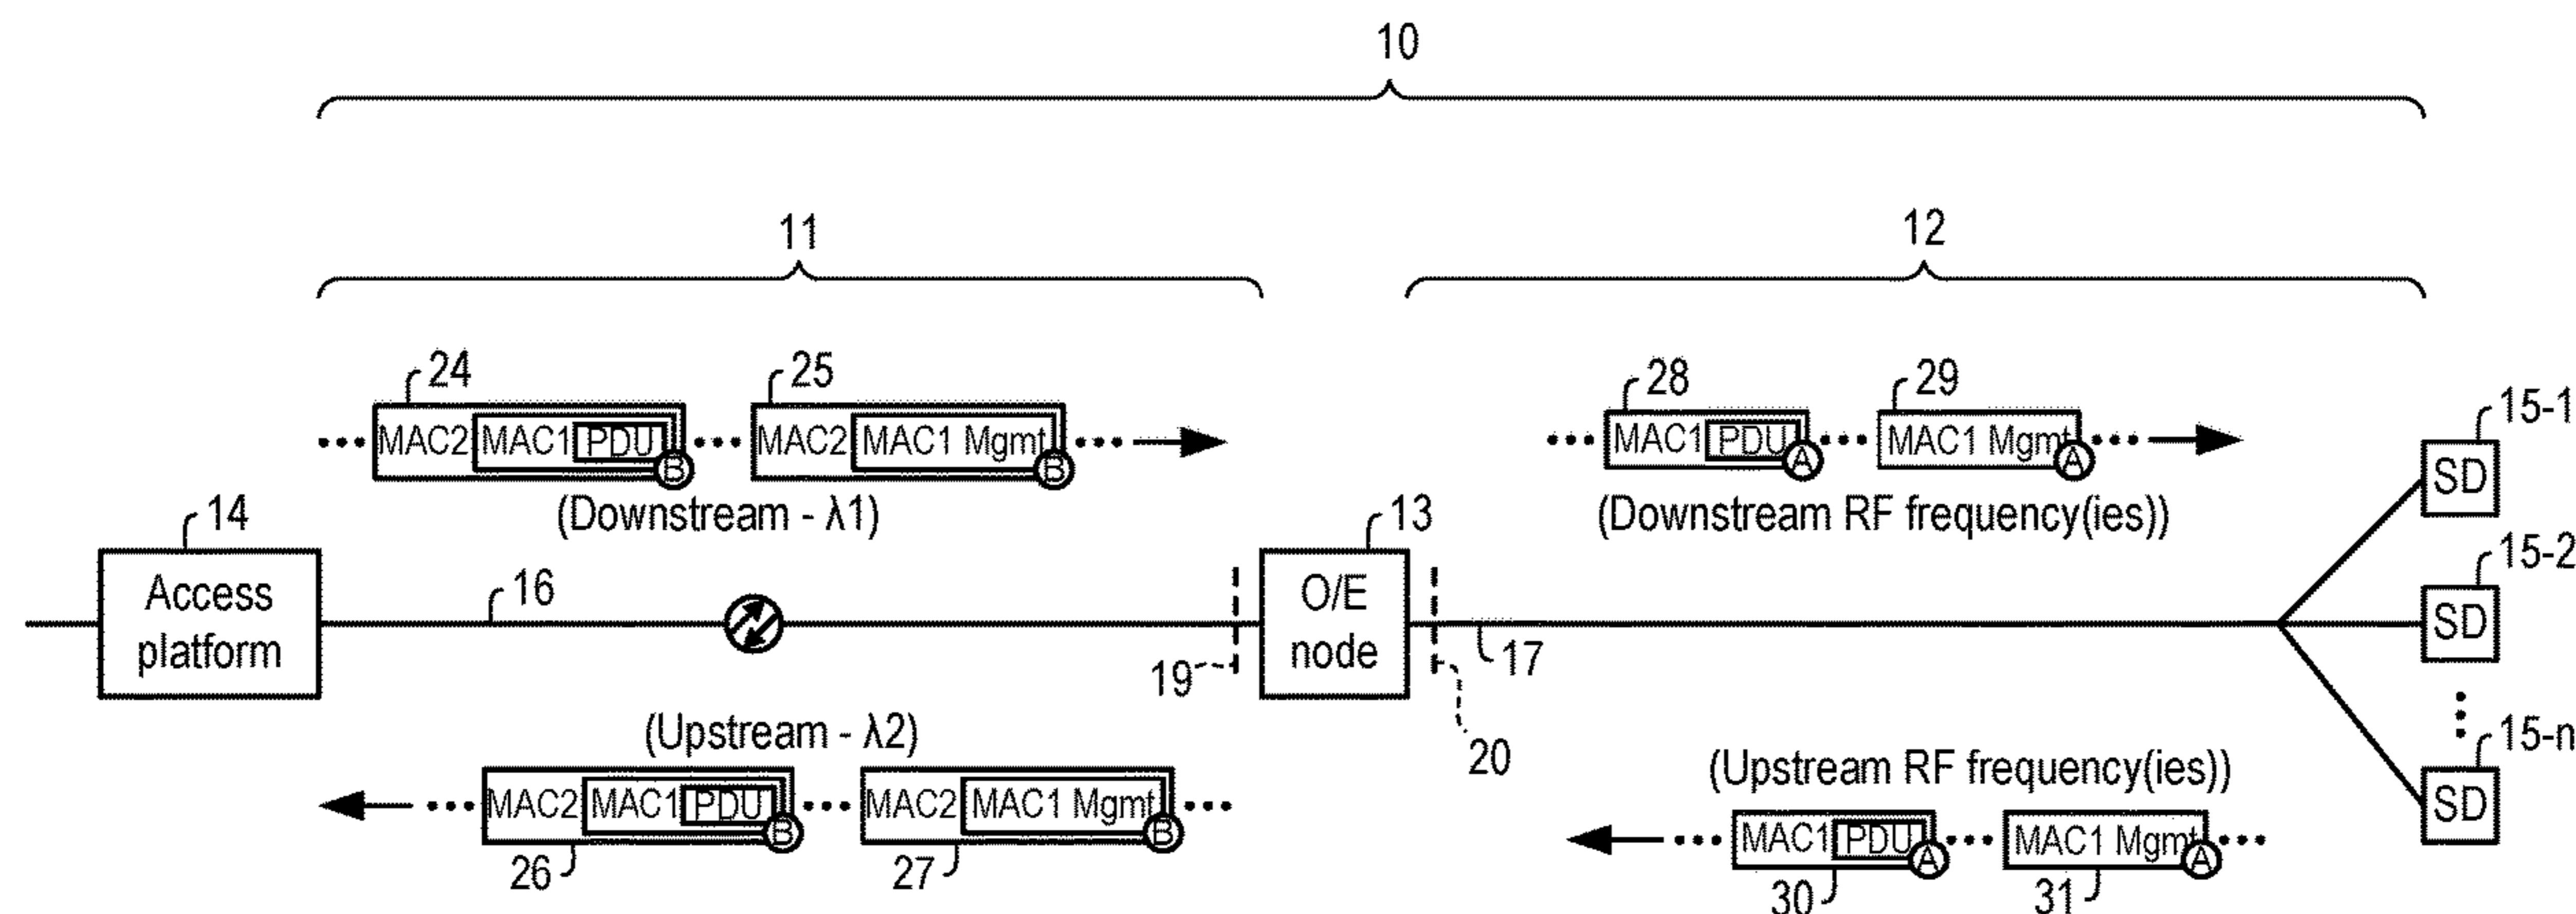 10
11
12
24
25
28
29
15-1
MAC2 MAC1 PDU B
MAC2 MAC1 Mgmt B
MAC1 PDU A
MAC1 Mgmt A
SD
(Downstream - λ1)
(Downstream RF frequency(ies))
14
13
15-2
Access
platform
16
O/E
node
SD
19
17
20
(Upstream - λ2)
(Upstream RF frequency(ies))
15-n
MAC2 MAC1 PDU B
MAC2 MAC1 Mgmt B
MAC1 PDU A
MAC1 Mgmt A
SD
26
27
30
31